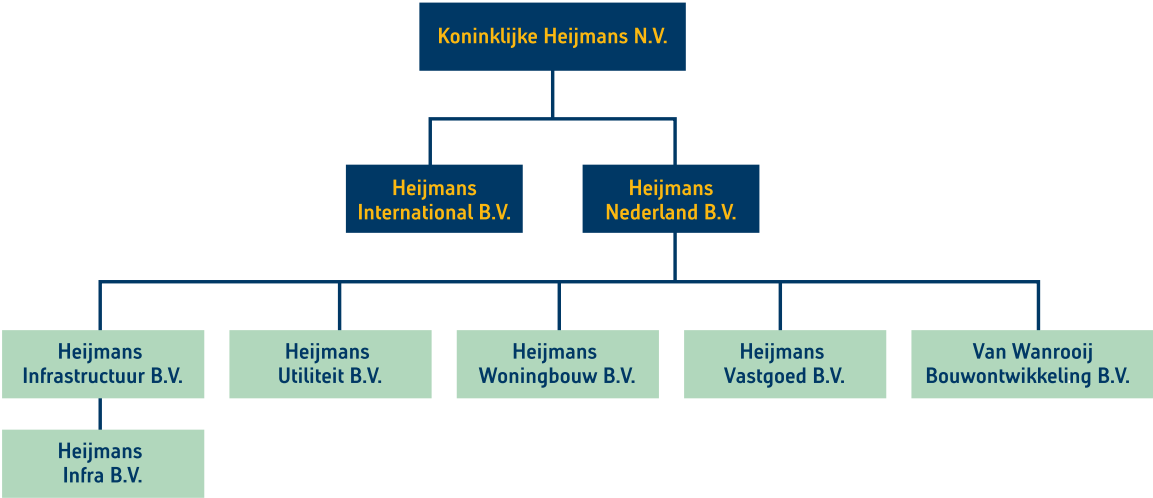 Koninklijke Heijmans N.V.
Heijmans
International B.V.
Heijmans
Nederland B.V.
Heijmans
Infrastructuur B.V.
Heijmans
Utiliteit B.V.
Heijmans
Woningbouw B.V.
Heijmans
Vastgoed B.V.
Van Wanrooij
Bouwontwikkeling B.V.
Heijmans
Infra B.V.